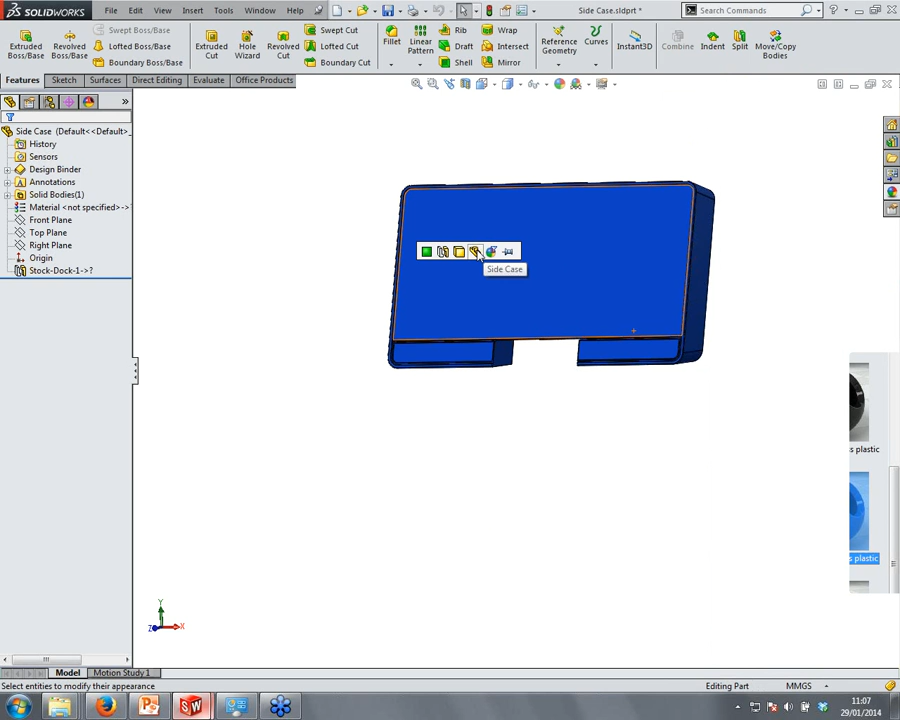 SOLIDWORKS File Edit View Insert Tools Window Help Side Case.sldprt * Search Commands
Extruded Boss/Base
Revolved Boss/Base
Swept Boss/Base
Lofted Boss/Base
Boundary Boss/Base
Extruded Cut
Hole Wizard
Revolved Cut
Swept Cut
Lofted Cut
Boundary Cut
Fillet
Linear Pattern
Rib
Draft
Shell
Wrap
Intersect
Mirror
Reference Geometry
Curves
Instant3D
Combine
Indent
Split
Move/Copy Bodies
Features Sketch Surfaces Direct Editing Evaluate Office Products
Side Case (Default<<Default>_
History
Sensors
Design Binder
Annotations
Solid Bodies(1)
Material <not specified>->?
Front Plane
Top Plane
Right Plane
Origin
Stock-Dock-1->?
Side Case
s plastic
s plastic
Y
Z
X
Model Motion Study 1
Select entities to modify their appearance Editing Part MMGS
SW
11:07
29/01/2014